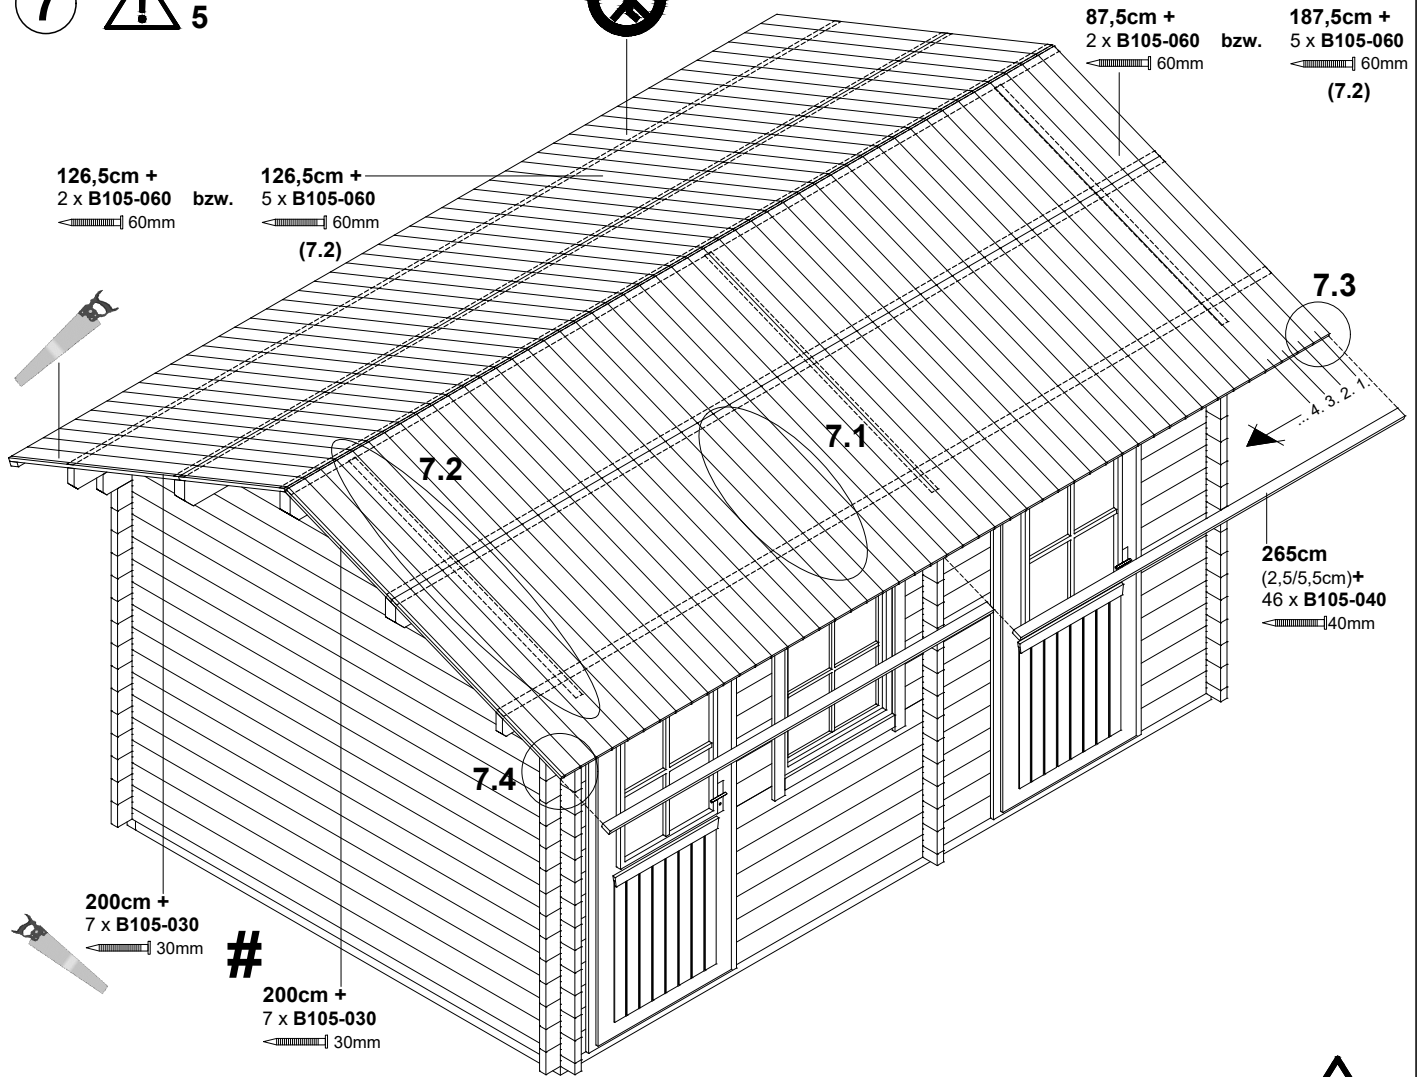 7
! 5
87,5cm +
2 x B105-060 bzw.
60mm
187,5cm +
5 x B105-060
60mm
(7.2)
126,5cm +
2 x B105-060 bzw.
60mm
126,5cm +
5 x B105-060
60mm
(7.2)
7.3
... 4. 3. 2. 1.
7.1
7.2
265cm
(2,5/5,5cm)+
46 x B105-040
40mm
7.4
200cm +
7 x B105-030
30mm
#
200cm +
7 x B105-030
30mm